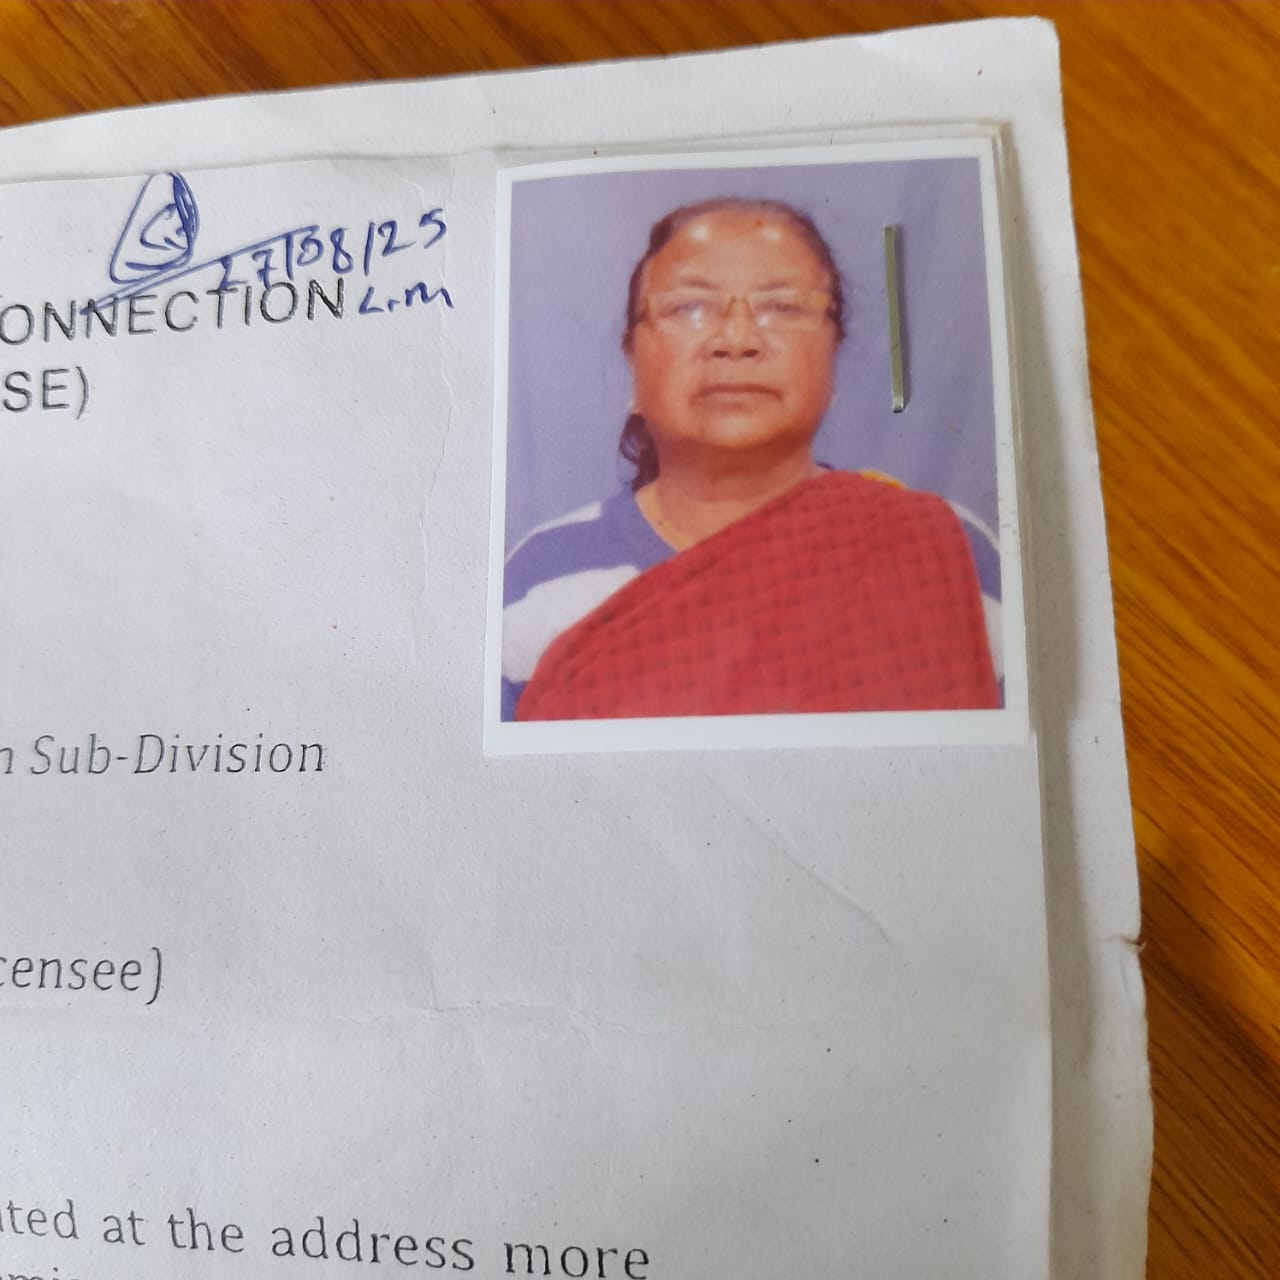 27/08/25
ONNECTION L.m
SE)
n Sub-Division
censee)
ted at the address more